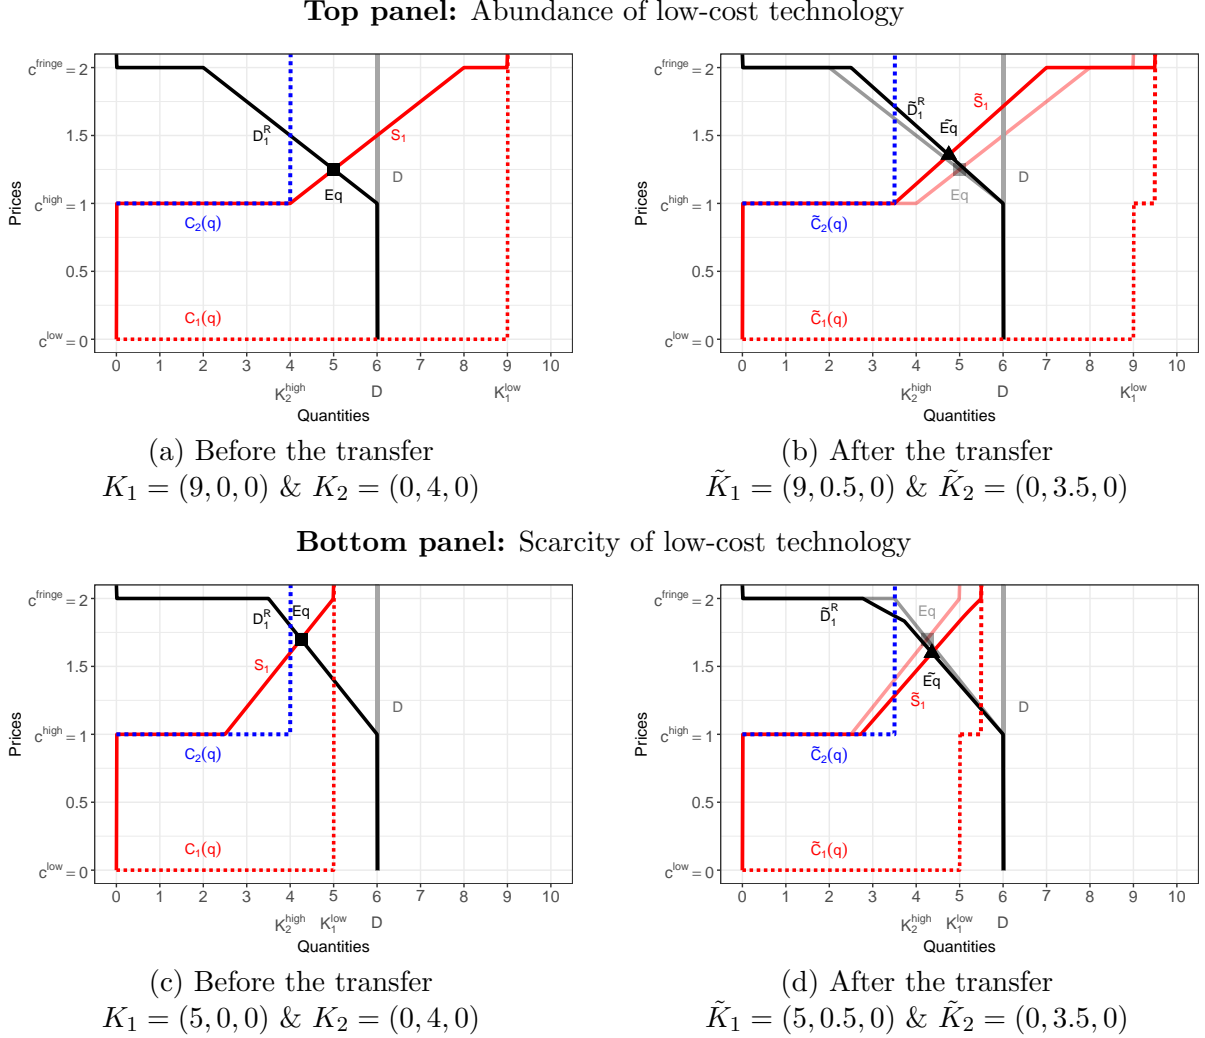 Top panel: Abundance of low-cost technology
Prices
c^fringe = 2
1.5
c^high = 1
0.5
c^low = 0
D_1^R
S_1
Eq
D
C_2(q)
C_1(q)
0 1 2 3 4 5 6 7 8 9 10
K_2^high D K_1^low
Quantities
(a) Before the transfer
K_1 = (9, 0, 0) & K_2 = (0, 4, 0)
Prices
c^fringe = 2
1.5
c^high = 1
0.5
c^low = 0
D̃_1^R
S̃_1
Ẽq
Eq
D
C̃_2(q)
C̃_1(q)
0 1 2 3 4 5 6 7 8 9 10
K_2^high D K_1^low
Quantities
(b) After the transfer
K̃_1 = (9, 0.5, 0) & K̃_2 = (0, 3.5, 0)
Bottom panel: Scarcity of low-cost technology
Prices
c^fringe = 2
1.5
c^high = 1
0.5
c^low = 0
D_1^R
Eq
S_1
D
C_2(q)
C_1(q)
0 1 2 3 4 5 6 7 8 9 10
K_2^high K_1^low D
Quantities
(c) Before the transfer
K_1 = (5, 0, 0) & K_2 = (0, 4, 0)
Prices
c^fringe = 2
1.5
c^high = 1
0.5
c^low = 0
D̃_1^R
Eq
Ẽq
S̃_1
D
C̃_2(q)
C̃_1(q)
0 1 2 3 4 5 6 7 8 9 10
K_2^high K_1^low D
Quantities
(d) After the transfer
K̃_1 = (5, 0.5, 0) & K̃_2 = (0, 3.5, 0)